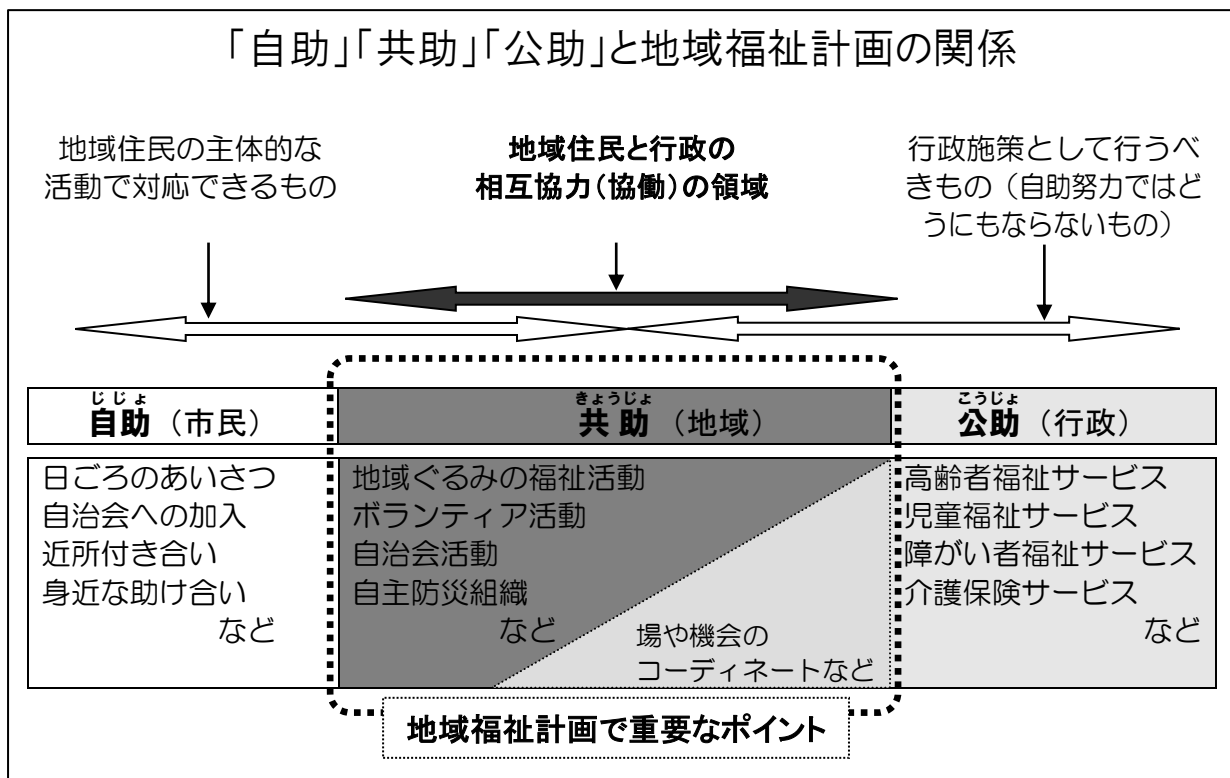 「自助」「共助」「公助」と地域福祉計画の関係
地域住民の主体的な
活動で対応できるもの
地域住民と行政の
相互協力（協働）の領域
行政施策として行うべ
きもの（自助努力ではど
うにもならないもの）
じじょ
自助（市民）
きょうじょ
共助（地域）
こうじょ
公助（行政）
日ごろのあいさつ
自治会への加入
近所付き合い
身近な助け合い
など
地域ぐるみの福祉活動
ボランティア活動
自治会活動
自主防災組織
など
場や機会の
コーディネートなど
高齢者福祉サービス
児童福祉サービス
障がい者福祉サービス
介護保険サービス
など
地域福祉計画で重要なポイント